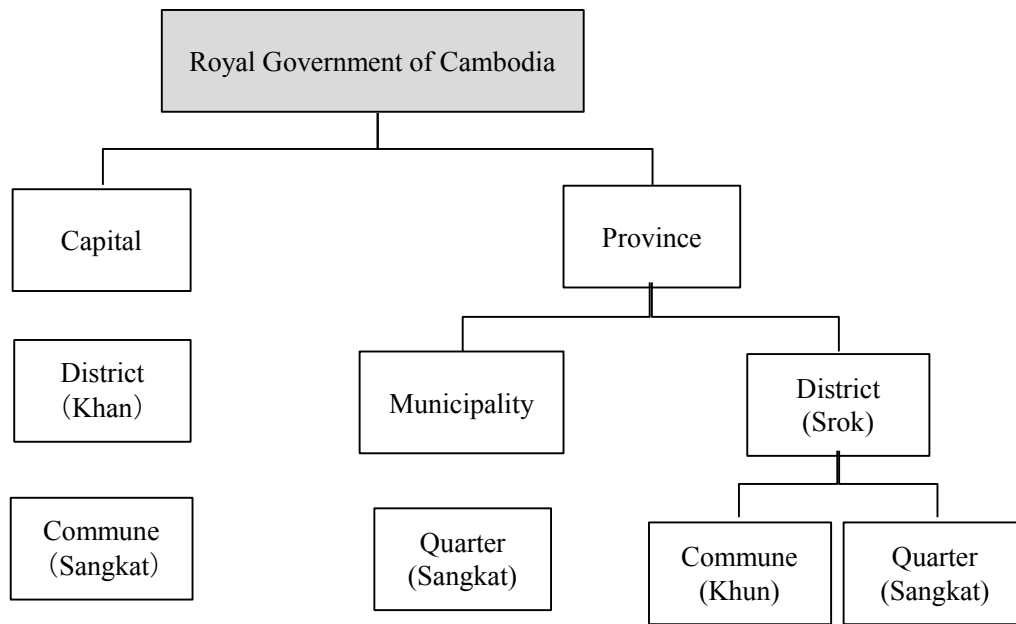 Royal Government of Cambodia
Capital
Province
District
（Khan）
Municipality
District
(Srok)
Commune
（Sangkat）
Quarter
(Sangkat)
Commune
(Khun)
Quarter
(Sangkat)